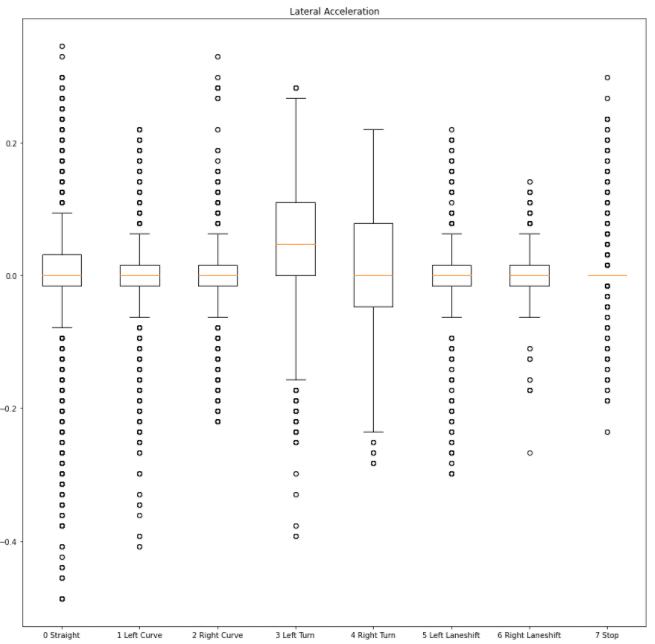 Lateral Acceleration
0.2
0.0
−0.2
−0.4
0 Straight 1 Left Curve 2 Right Curve 3 Left Turn 4 Right Turn 5 Left Laneshift 6 Right Laneshift 7 Stop